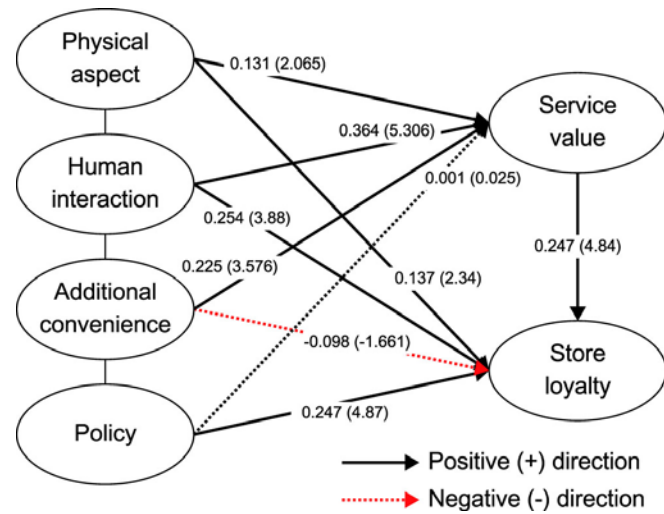 Physical
aspect
0.131 (2.065)
Service
value
0.364 (5.306)
Human
interaction
0.001 (0.025)
0.254 (3.88)
0.247 (4.84)
0.225 (3.576)
0.137 (2.34)
Additional
convenience
-0.098 (-1.661)
Store
loyalty
0.247 (4.87)
Policy
Positive (+) direction
Negative (-) direction